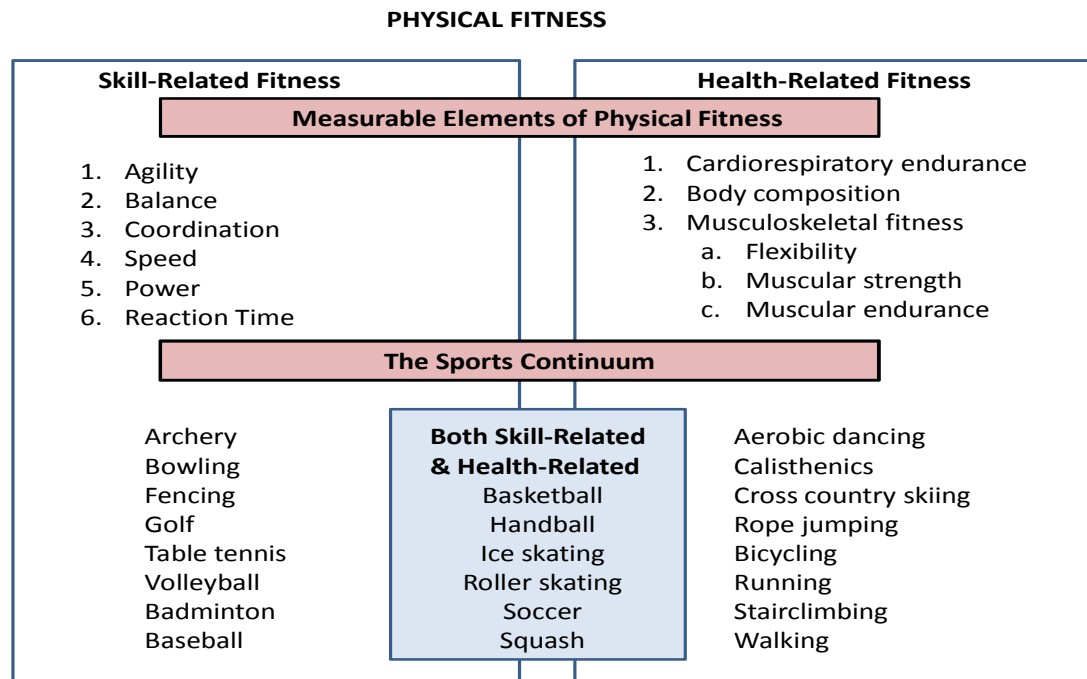 PHYSICAL FITNESS
Skill-Related Fitness
Health-Related Fitness
Measurable Elements of Physical Fitness
1. Agility
2. Balance
3. Coordination
4. Speed
5. Power
6. Reaction Time
1. Cardiorespiratory endurance
2. Body composition
3. Musculoskeletal fitness
a. Flexibility
b. Muscular strength
c. Muscular endurance
The Sports Continuum
Archery
Bowling
Fencing
Golf
Table tennis
Volleyball
Badminton
Baseball
Both Skill-Related
& Health-Related
Basketball
Handball
Ice skating
Roller skating
Soccer
Squash
Aerobic dancing
Calisthenics
Cross country skiing
Rope jumping
Bicycling
Running
Stairclimbing
Walking